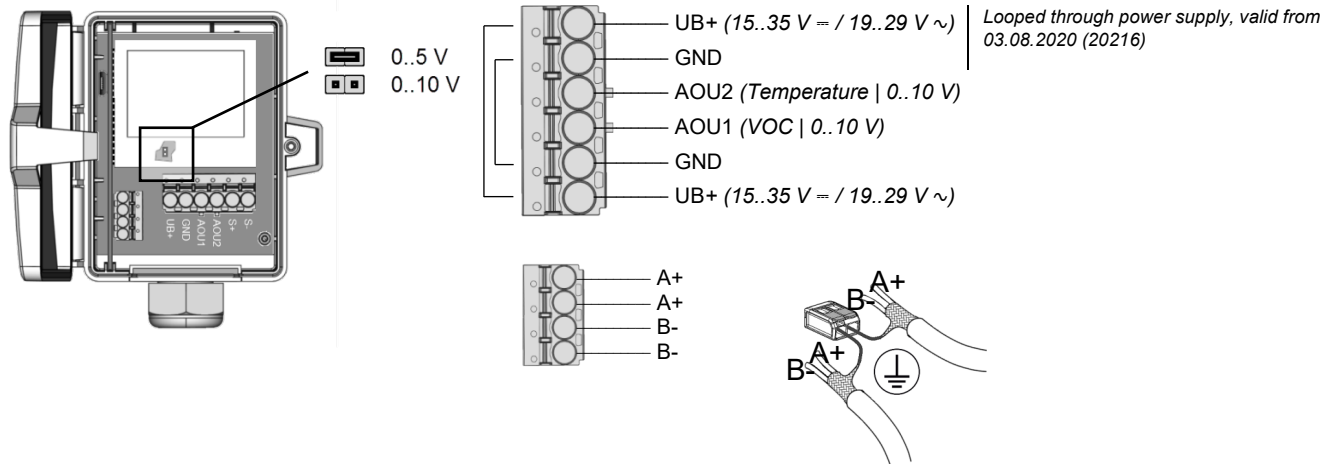 0..5 V
0..10 V
UB+
GND
AOU1
AOU2
S+
S-
UB+ (15..35 V ⎓ / 19..29 V ∿)
GND
AOU2 (Temperature | 0..10 V)
AOU1 (VOC | 0..10 V)
GND
UB+ (15..35 V ⎓ / 19..29 V ∿)
Looped through power supply, valid from
03.08.2020 (20216)
A+
A+
B-
B-
A+
B-
A+
B-